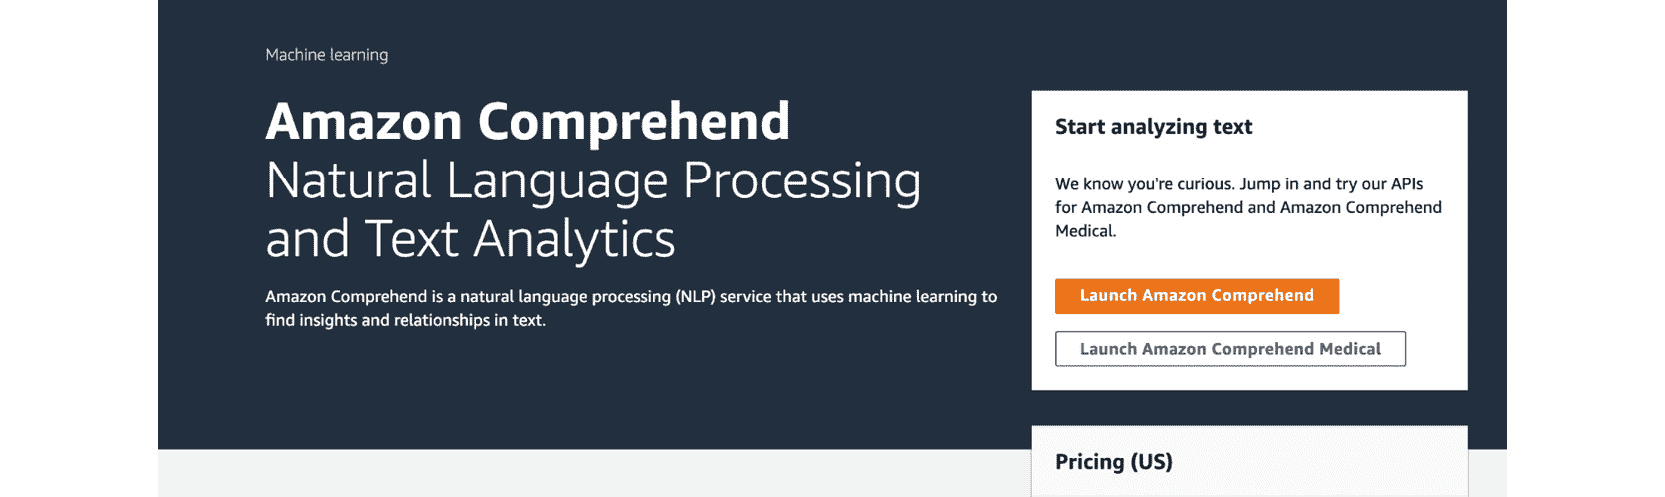 Machine learning
Amazon Comprehend
Natural Language Processing
and Text Analytics
Amazon Comprehend is a natural language processing (NLP) service that uses machine learning to
find insights and relationships in text.
Start analyzing text
We know you're curious. Jump in and try our APIs
for Amazon Comprehend and Amazon Comprehend
Medical.
Launch Amazon Comprehend
Launch Amazon Comprehend Medical
Pricing (US)